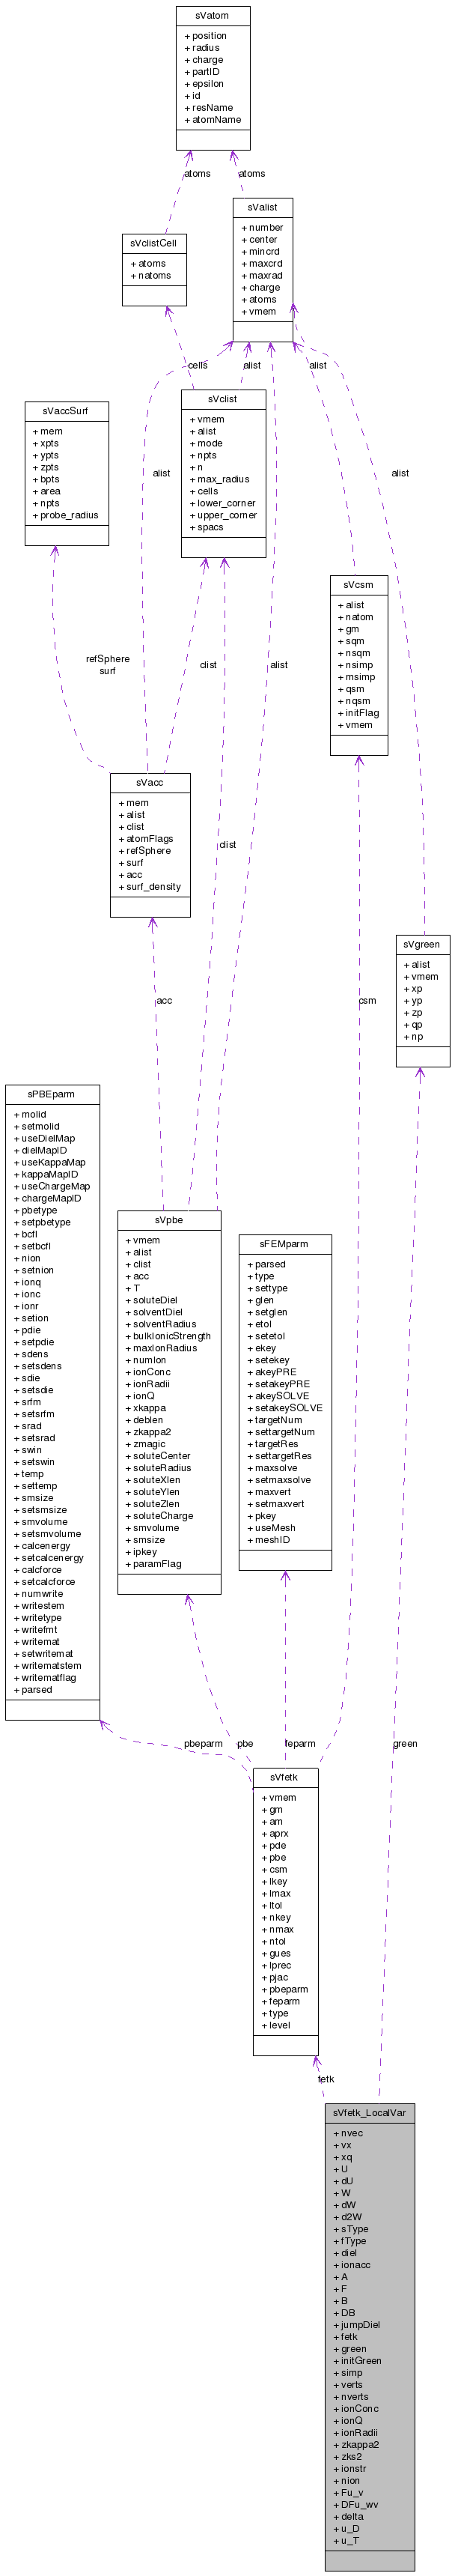 sVatom
+ position
+ radius
+ charge
+ partID
+ epsilon
+ id
+ resName
+ atomName
atoms
atoms
sVclistCell
+ atoms
+ natoms
sValist
+ number
+ center
+ mincrd
+ maxcrd
+ maxrad
+ charge
+ atoms
+ vmem
cells
alist
alist
sVaccSurf
+ mem
+ xpts
+ ypts
+ zpts
+ bpts
+ area
+ npts
+ probe_radius
sVclist
+ vmem
+ alist
+ mode
+ npts
+ n
+ max_radius
+ cells
+ lower_corner
+ upper_corner
+ spacs
alist
alist
sVcsm
+ alist
+ natom
+ gm
+ sqm
+ nsqm
+ nsimp
+ msimp
+ qsm
+ nqsm
+ initFlag
+ vmem
refSphere
surf
clist
alist
sVacc
+ mem
+ alist
+ clist
+ atomFlags
+ refSphere
+ surf
+ acc
+ surf_density
clist
sVgreen
+ alist
+ vmem
+ xp
+ yp
+ zp
+ qp
+ np
acc
csm
sPBEparm
+ molid
+ setmolid
+ useDielMap
+ dielMapID
+ useKappaMap
+ kappaMapID
+ useChargeMap
+ chargeMapID
+ pbetype
+ setpbetype
+ bcfl
+ setbcfl
+ nion
+ setnion
+ ionq
+ ionc
+ ionr
+ setion
+ pdie
+ setpdie
+ sdens
+ setsdens
+ sdie
+ setsdie
+ srfm
+ setsrfm
+ srad
+ setsrad
+ swin
+ setswin
+ temp
+ settemp
+ smsize
+ setsmsize
+ smvolume
+ setsmvolume
+ calcenergy
+ setcalcenergy
+ calcforce
+ setcalcforce
+ numwrite
+ writestem
+ writetype
+ writefmt
+ writemat
+ setwritemat
+ writematstem
+ writematflag
+ parsed
sVpbe
+ vmem
+ alist
+ clist
+ acc
+ T
+ soluteDiel
+ solventDiel
+ solventRadius
+ bulkIonicStrength
+ maxIonRadius
+ numIon
+ ionConc
+ ionRadii
+ ionQ
+ xkappa
+ deblen
+ zkappa2
+ zmagic
+ soluteCenter
+ soluteRadius
+ soluteXlen
+ soluteYlen
+ soluteZlen
+ soluteCharge
+ smvolume
+ smsize
+ ipkey
+ paramFlag
sFEMparm
+ parsed
+ type
+ settype
+ glen
+ setglen
+ etol
+ setetol
+ ekey
+ setekey
+ akeyPRE
+ setakeyPRE
+ akeySOLVE
+ setakeySOLVE
+ targetNum
+ settargetNum
+ targetRes
+ settargetRes
+ maxsolve
+ setmaxsolve
+ maxvert
+ setmaxvert
+ pkey
+ useMesh
+ meshID
pbeparm
pbe
feparm
green
sVfetk
+ vmem
+ gm
+ am
+ aprx
+ pde
+ pbe
+ csm
+ lkey
+ lmax
+ ltol
+ nkey
+ nmax
+ ntol
+ gues
+ lprec
+ pjac
+ pbeparm
+ feparm
+ type
+ level
fetk
sVfetk_LocalVar
+ nvec
+ vx
+ xq
+ U
+ dU
+ W
+ dW
+ d2W
+ sType
+ fType
+ diel
+ ionacc
+ A
+ F
+ B
+ DB
+ jumpDiel
+ fetk
+ green
+ initGreen
+ simp
+ verts
+ nverts
+ ionConc
+ ionQ
+ ionRadii
+ zkappa2
+ zks2
+ ionstr
+ nion
+ Fu_v
+ DFu_wv
+ delta
+ u_D
+ u_T